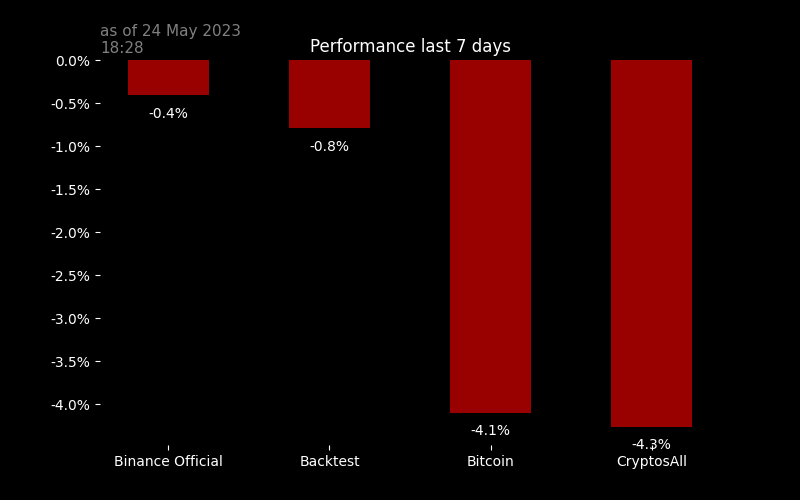 as of 24 May 2023
18:28
Performance last 7 days
0.0%
-0.5%
-1.0%
-1.5%
-2.0%
-2.5%
-3.0%
-3.5%
-4.0%
-0.4%
-0.8%
-4.1%
-4.3%
Binance Official
Backtest
Bitcoin
CryptosAll